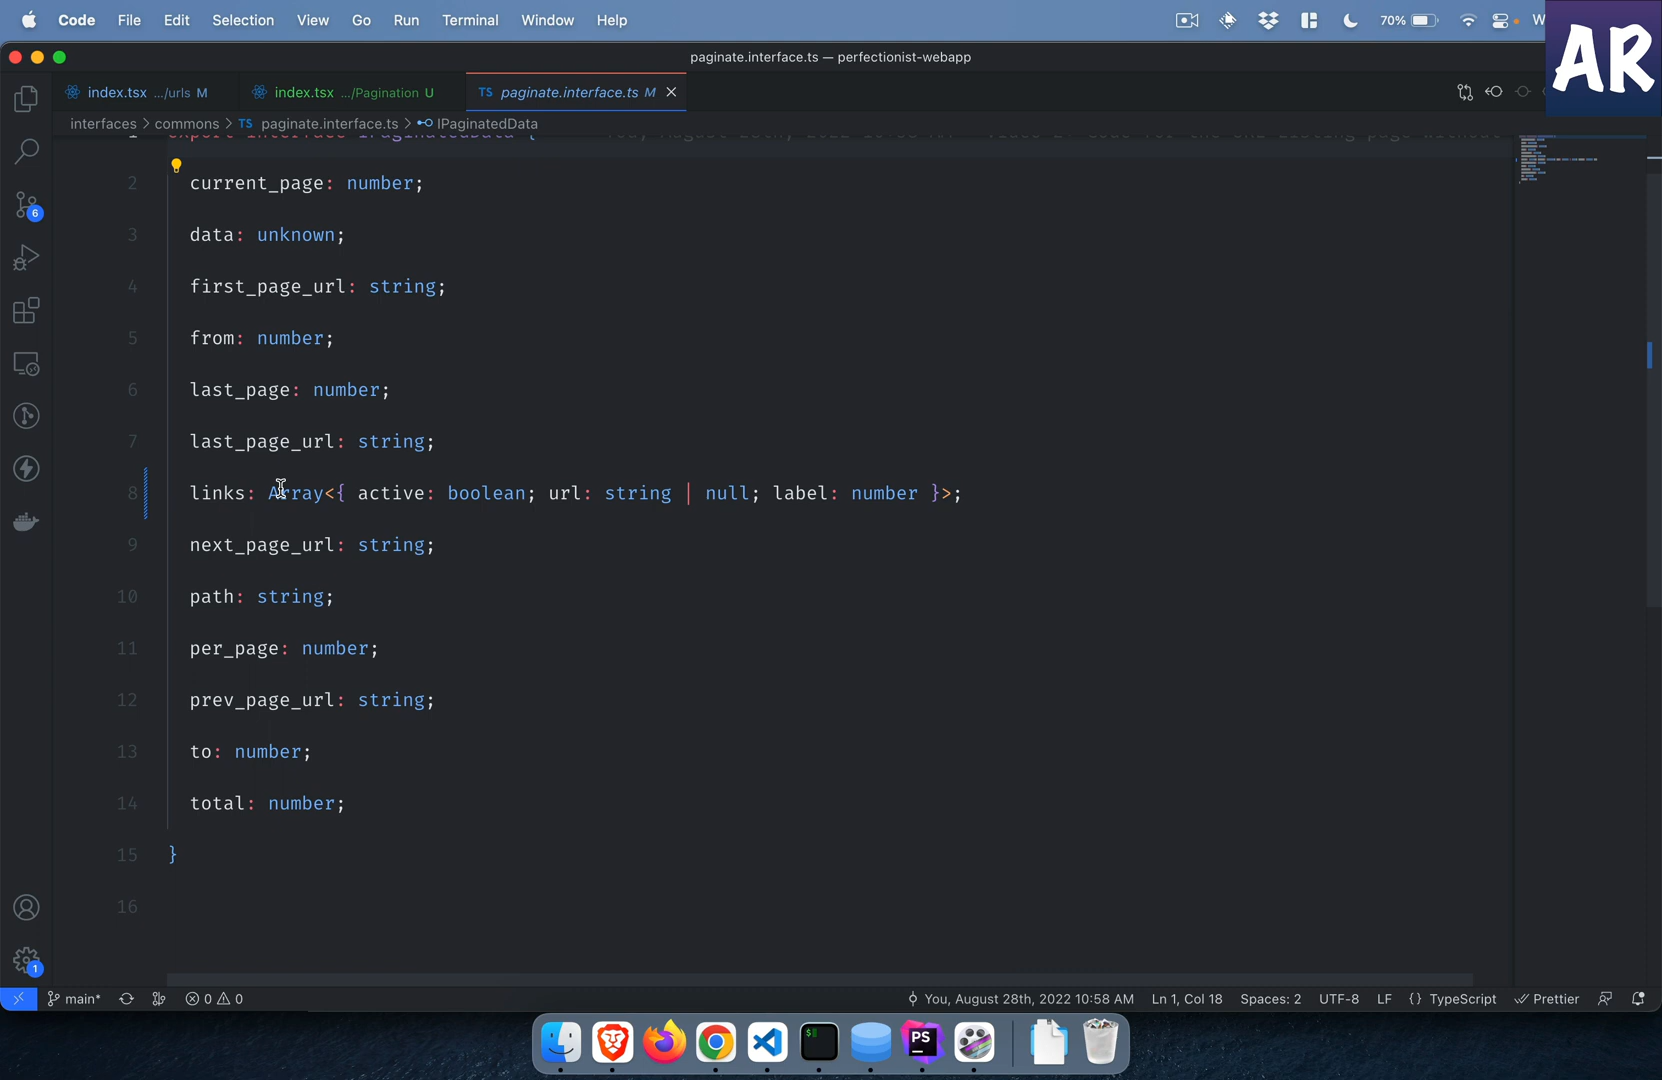 Code File Edit Selection View Go Run Terminal Window Help 70% W
AR
paginate.interface.ts — perfectionist-webapp
index.tsx .../urls M index.tsx .../Pagination U TS paginate.interface.ts M
interfaces > commons > TS paginate.interface.ts > IPaginatedData
2 current_page: number;
3 data: unknown;
4 first_page_url: string;
5 from: number;
6 last_page: number;
7 last_page_url: string;
8 links: Array<{ active: boolean; url: string | null; label: number }>;
9 next_page_url: string;
10 path: string;
11 per_page: number;
12 prev_page_url: string;
13 to: number;
14 total: number;
15 }
16
6
1
main* 0 0 You, August 28th, 2022 10:58 AM Ln 1, Col 18 Spaces: 2 UTF-8 LF {} TypeScript Prettier
$
PS